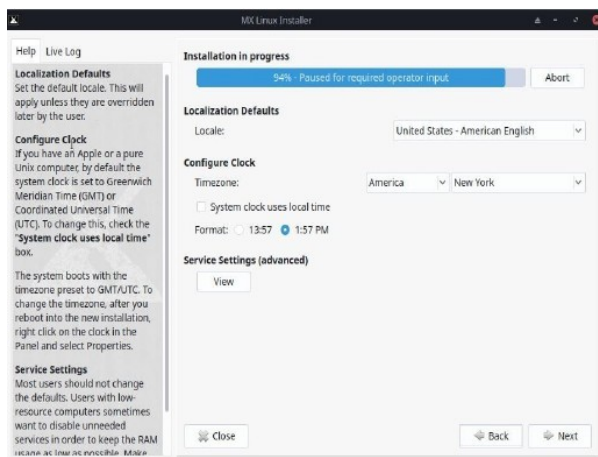 MX Linux Installer
Help Live Log
Localization Defaults
Set the default locale. This will
apply unless they are overridden
later by the user.
Configure Clock
If you have an Apple or a pure
Unix computer, by default the
system clock is set to Greenwich
Meridian Time (GMT) or
Coordinated Universal Time
(UTC). To change this, check the
"System clock uses local time"
box.
The system boots with the
timezone preset to GMT/UTC. To
change the timezone, after you
reboot into the new installation,
right click on the clock in the
Panel and select Properties.
Service Settings
Most users should not change
the defaults. Users with low-
resource computers sometimes
want to disable unneeded
services in order to keep the RAM
usage as low as possible. Make
Installation in progress
94% - Paused for required operator input
Abort
Localization Defaults
Locale: United States - American English
Configure Clock
Timezone: America New York
System clock uses local time
Format: 13:57 1:57 PM
Service Settings (advanced)
View
Close Back Next